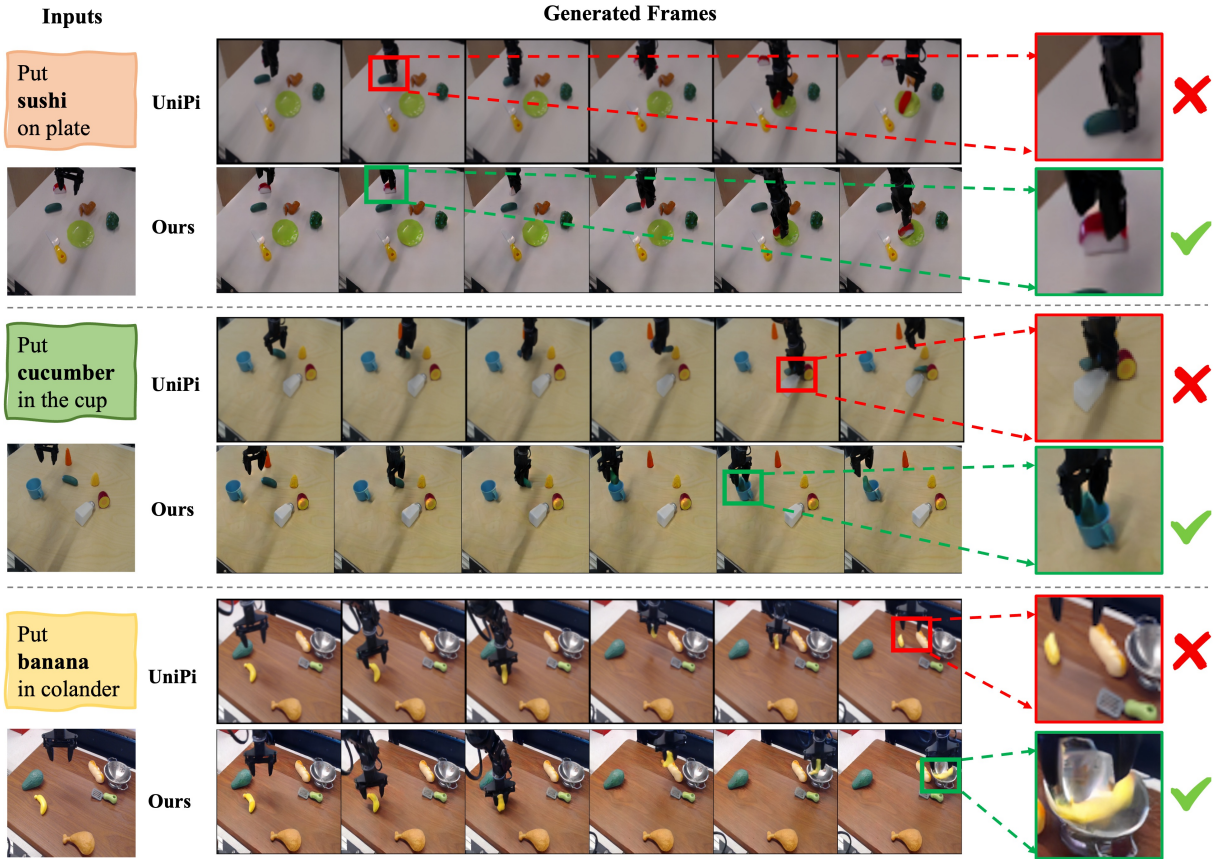 Inputs
Generated Frames
Put
sushi
on plate
UniPi
Ours
Put
cucumber
in the cup
UniPi
Ours
Put
banana
in colander
UniPi
Ours